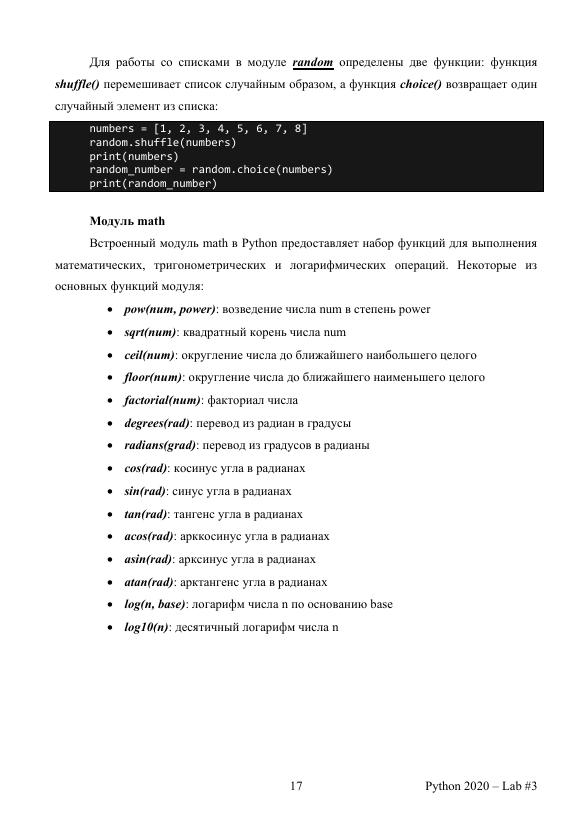 Для работы со списками в модуле random определены две функции: функция
shuffle() перемешивает список случайным образом, а функция choice() возвращает один
случайный элемент из списка:
numbers = [1, 2, 3, 4, 5, 6, 7, 8]
random.shuffle(numbers)
print(numbers)
random_number = random.choice(numbers)
print(random_number)
Модуль math
Встроенный модуль math в Python предоставляет набор функций для выполнения
математических, тригонометрических и логарифмических операций. Некоторые из
основных функций модуля:
• pow(num, power): возведение числа num в степень power
• sqrt(num): квадратный корень числа num
• ceil(num): округление числа до ближайшего наибольшего целого
• floor(num): округление числа до ближайшего наименьшего целого
• factorial(num): факториал числа
• degrees(rad): перевод из радиан в градусы
• radians(grad): перевод из градусов в радианы
• cos(rad): косинус угла в радианах
• sin(rad): синус угла в радианах
• tan(rad): тангенс угла в радианах
• acos(rad): арккосинус угла в радианах
• asin(rad): арксинус угла в радианах
• atan(rad): арктангенс угла в радианах
• log(n, base): логарифм числа n по основанию base
• log10(n): десятичный логарифм числа n
17 Python 2020 – Lab #3